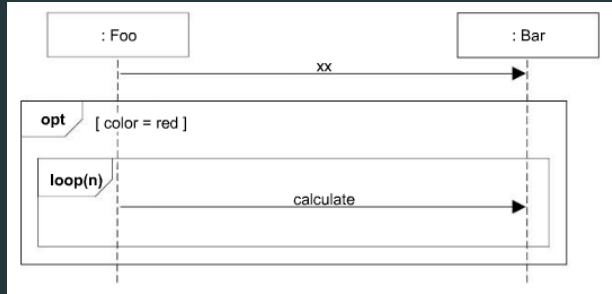 : Foo
: Bar
xx
opt
[ color = red ]
loop(n)
calculate